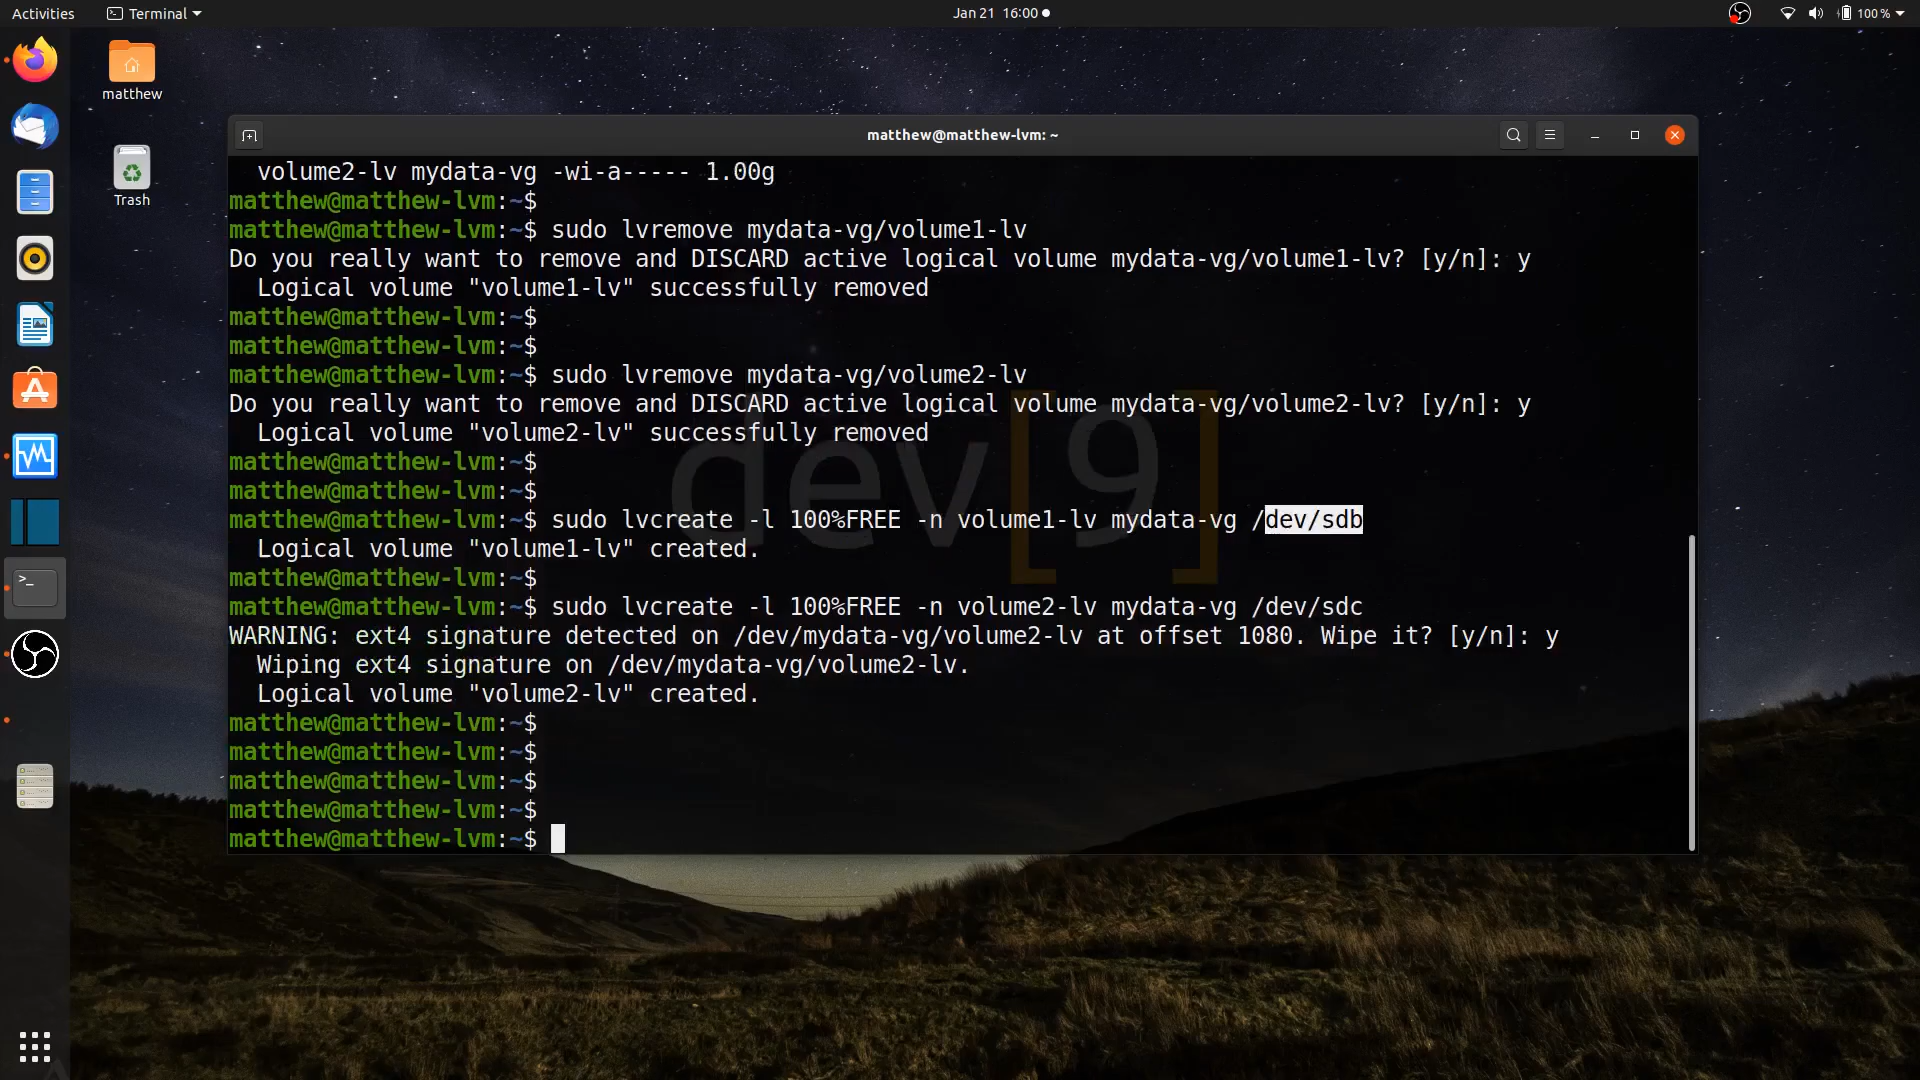 Activities
Terminal
Jan 21 16:00
100 %
matthew
Trash
matthew@matthew-lvm: ~
volume2-lv mydata-vg -wi-a----- 1.00g
matthew@matthew-lvm:~$
matthew@matthew-lvm:~$ sudo lvremove mydata-vg/volume1-lv
Do you really want to remove and DISCARD active logical volume mydata-vg/volume1-lv? [y/n]: y
Logical volume "volume1-lv" successfully removed
matthew@matthew-lvm:~$
matthew@matthew-lvm:~$
matthew@matthew-lvm:~$ sudo lvremove mydata-vg/volume2-lv
Do you really want to remove and DISCARD active logical volume mydata-vg/volume2-lv? [y/n]: y
Logical volume "volume2-lv" successfully removed
matthew@matthew-lvm:~$
matthew@matthew-lvm:~$
matthew@matthew-lvm:~$ sudo lvcreate -l 100%FREE -n volume1-lv mydata-vg /dev/sdb
Logical volume "volume1-lv" created.
matthew@matthew-lvm:~$
matthew@matthew-lvm:~$ sudo lvcreate -l 100%FREE -n volume2-lv mydata-vg /dev/sdc
WARNING: ext4 signature detected on /dev/mydata-vg/volume2-lv at offset 1080. Wipe it? [y/n]: y
Wiping ext4 signature on /dev/mydata-vg/volume2-lv.
Logical volume "volume2-lv" created.
matthew@matthew-lvm:~$
matthew@matthew-lvm:~$
matthew@matthew-lvm:~$
matthew@matthew-lvm:~$
matthew@matthew-lvm:~$
dev[9]